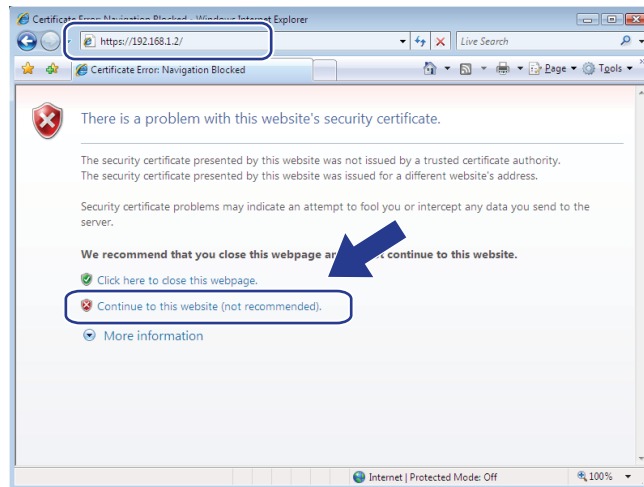 Certificate Error: Navigation Blocked - Windows Internet Explorer
https://192.168.1.2/
Live Search
Certificate Error: Navigation Blocked
Page
Tools
There is a problem with this website's security certificate.
The security certificate presented by this website was not issued by a trusted certificate authority.
The security certificate presented by this website was issued for a different website's address.
Security certificate problems may indicate an attempt to fool you or intercept any data you send to the
server.
We recommend that you close this webpage an t continue to this website.
Click here to close this webpage.
Continue to this website (not recommended).
More information
Internet | Protected Mode: Off
100%